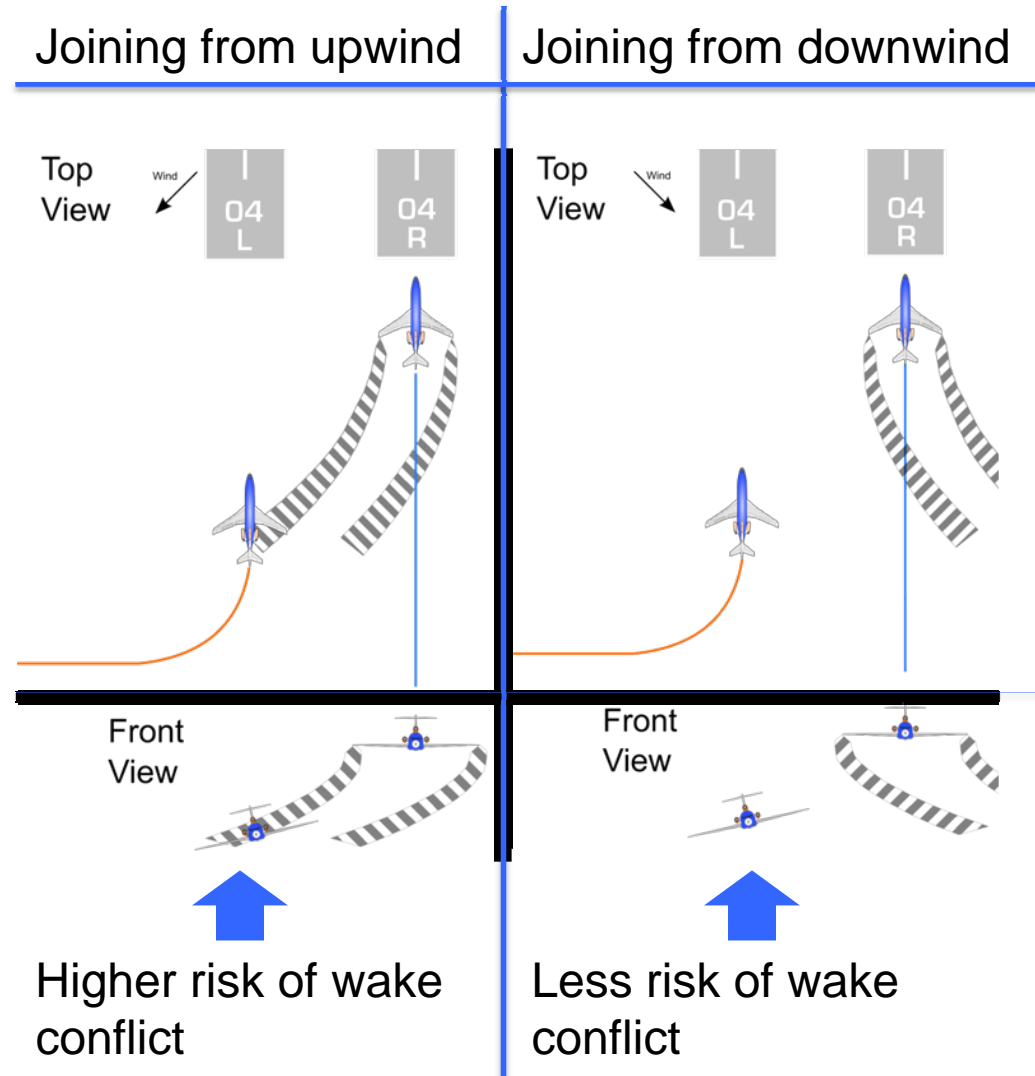 Joining from upwind
Joining from downwind
Top
View
Wind
04
L
04
R
Top
View
Wind
04
L
04
R
Front
View
Front
View
Higher risk of wake
conflict
Less risk of wake
conflict